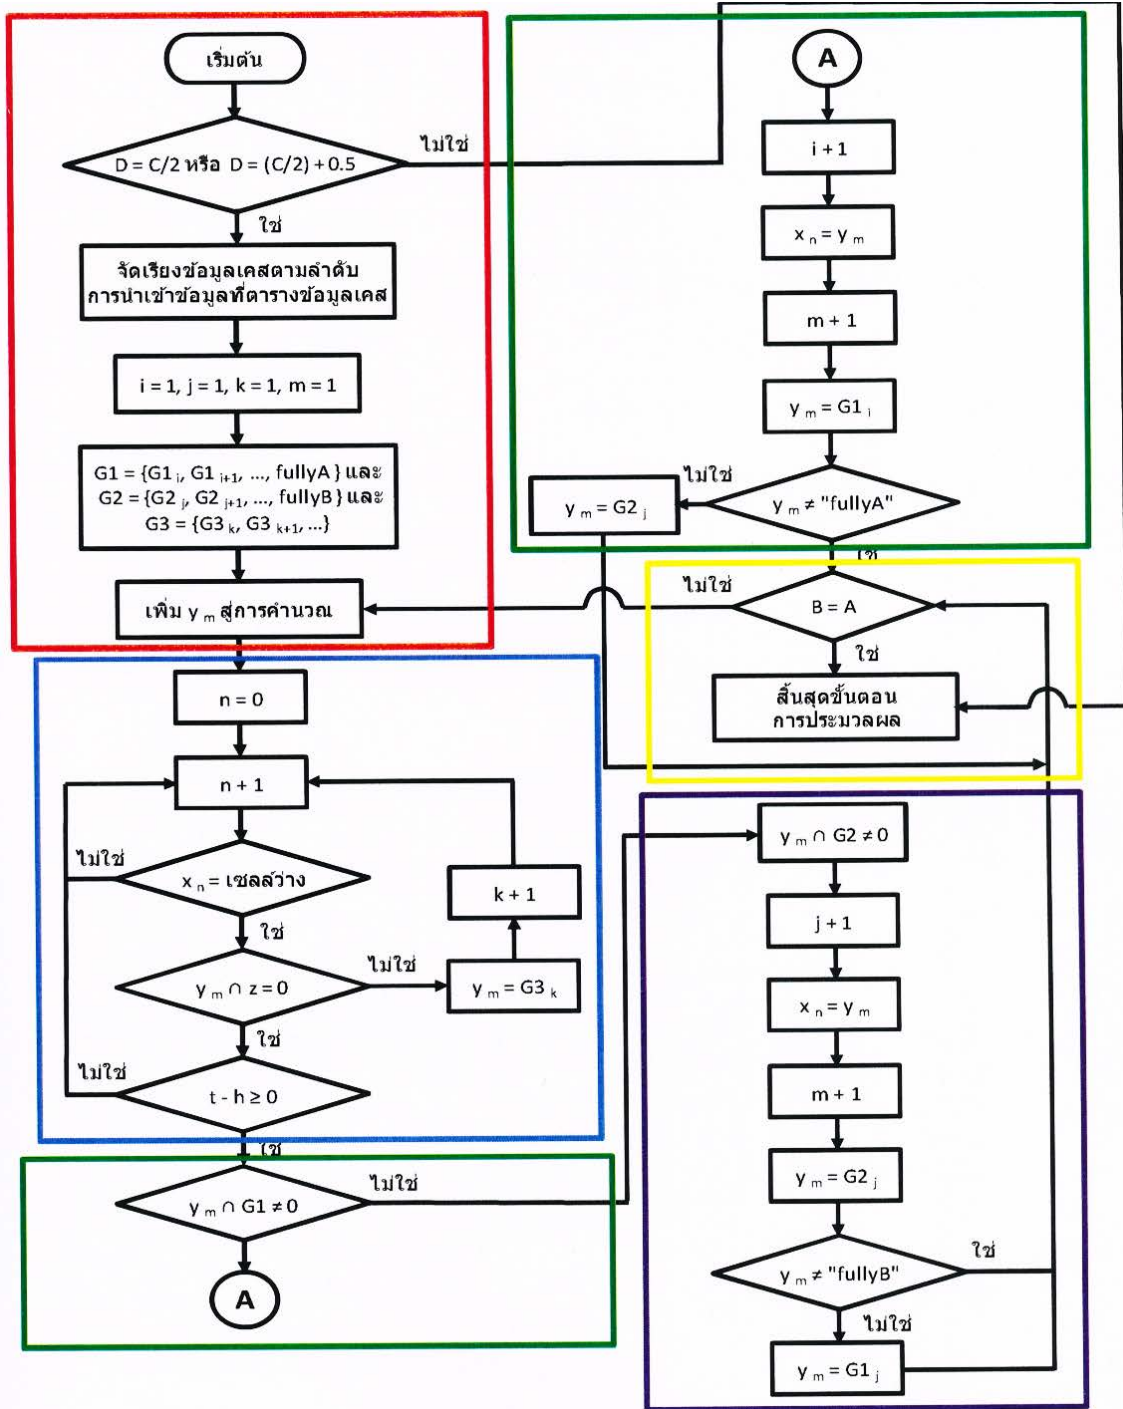 เริ่มต้น
D = C/2 หรือ D = (C/2) + 0.5
ไม่ใช่
ใช่
จัดเรียงข้อมูลเคสตามลำดับ
การนำเข้าข้อมูลที่ตารางข้อมูลเคส
i = 1, j = 1, k = 1, m = 1
G1 = {G1 i, G1 i+1, ..., fullyA } และ
G2 = {G2 j, G2 j+1, ..., fullyB } และ
G3 = {G3 k, G3 k+1, ...}
เพิ่ม y m สู่การคำนวณ
n = 0
n + 1
ไม่ใช่
x n = เซลล์ว่าง
ใช่
y m ∩ z = 0
ไม่ใช่
y m = G3 k
k + 1
ใช่
ไม่ใช่
t - h ≥ 0
ใช่
y m ∩ G1 ≠ 0
ไม่ใช่
A
A
i + 1
x n = y m
m + 1
y m = G1 i
ไม่ใช่
y m ≠ "fullyA"
y m = G2 j
ใช่
ไม่ใช่
B = A
ใช่
สิ้นสุดขั้นตอน
การประมวลผล
y m ∩ G2 ≠ 0
j + 1
x n = y m
m + 1
y m = G2 j
y m ≠ "fullyB"
ใช่
ไม่ใช่
y m = G1 j